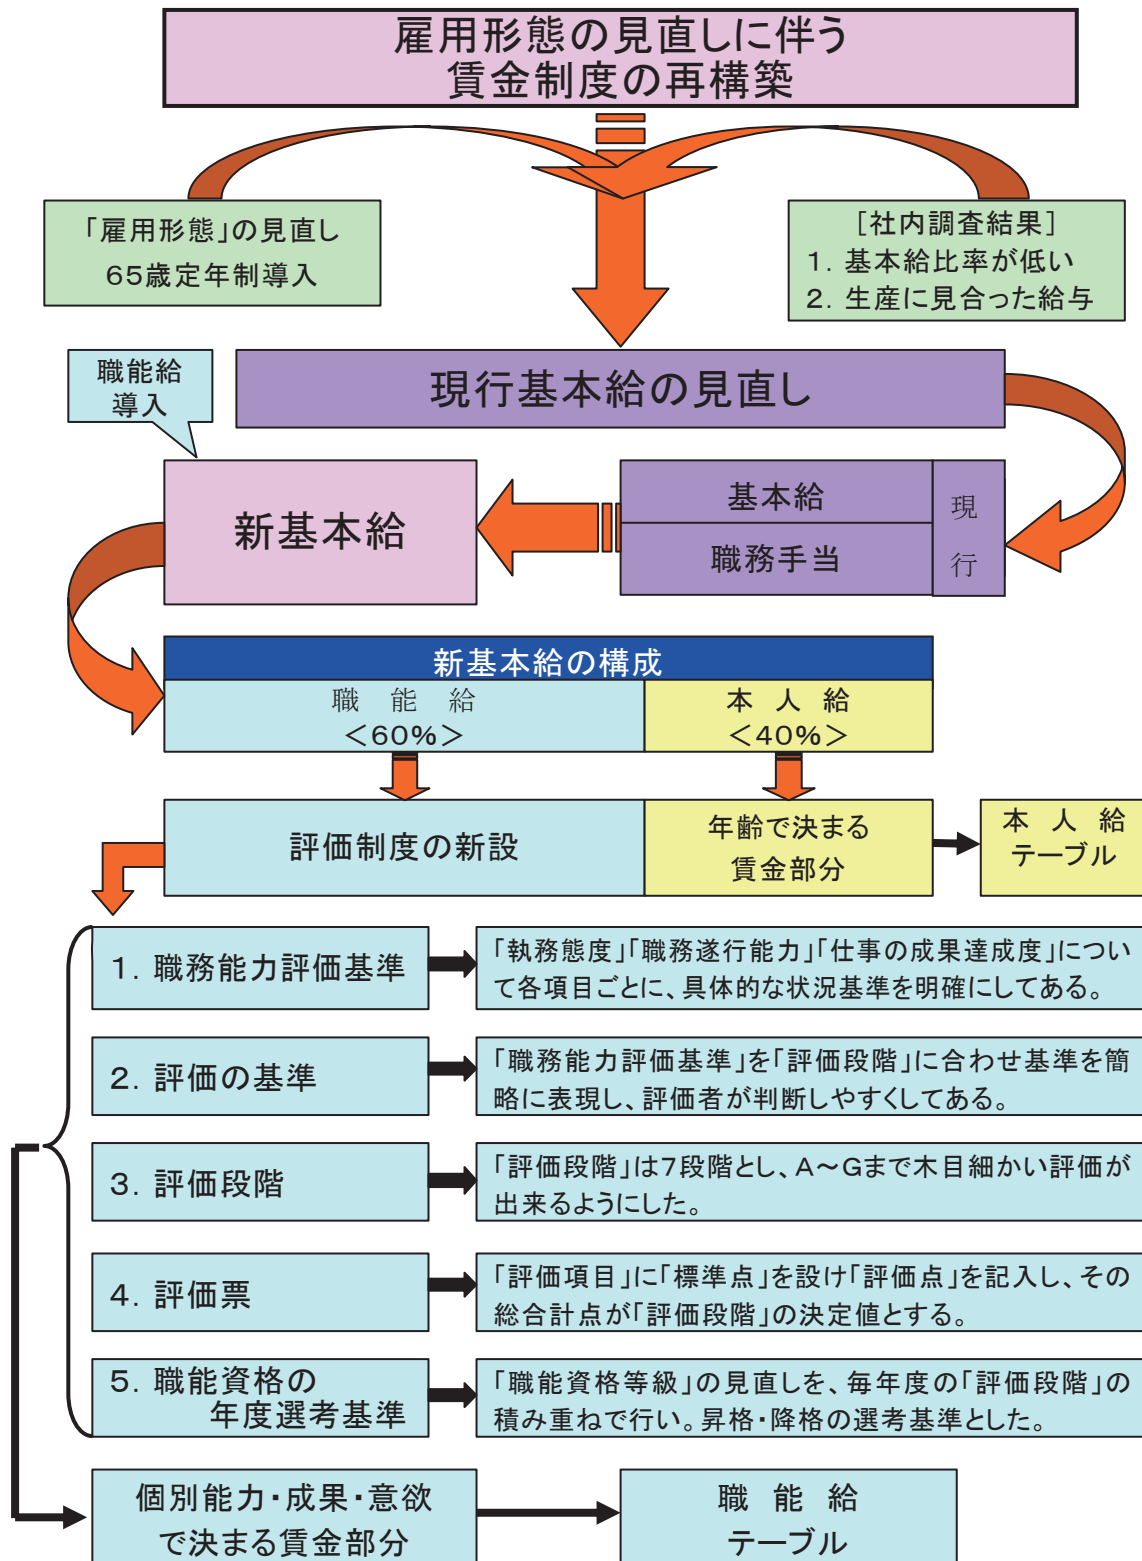 雇用形態の見直しに伴う
賃金制度の再構築
「雇用形態」の見直し
65歳定年制導入
［社内調査結果］
1. 基本給比率が低い
2. 生産に見合った給与
職能給
導入
現行基本給の見直し
新基本給
基本給
職務手当
現
行
新基本給の構成
職 能 給
＜60%＞
本 人 給
＜40%＞
評価制度の新設
年齢で決まる
賃金部分
本 人 給
テーブル
1. 職務能力評価基準
「執務態度」「職務遂行能力」「仕事の成果達成度」につい
て各項目ごとに、具体的な状況基準を明確にしてある。
2. 評価の基準
「職務能力評価基準」を「評価段階」に合わせ基準を簡
略に表現し、評価者が判断しやすくしてある。
3. 評価段階
「評価段階」は7段階とし、A～Gまで木目細かい評価が
出来るようにした。
4. 評価票
「評価項目」に「標準点」を設け「評価点」を記入し、その
総合計点が「評価段階」の決定値とする。
5. 職能資格の
年度選考基準
「職能資格等級」の見直しを、毎年度の「評価段階」の
積み重ねで行い。昇格・降格の選考基準とした。
個別能力・成果・意欲
で決まる賃金部分
職 能 給
テーブル